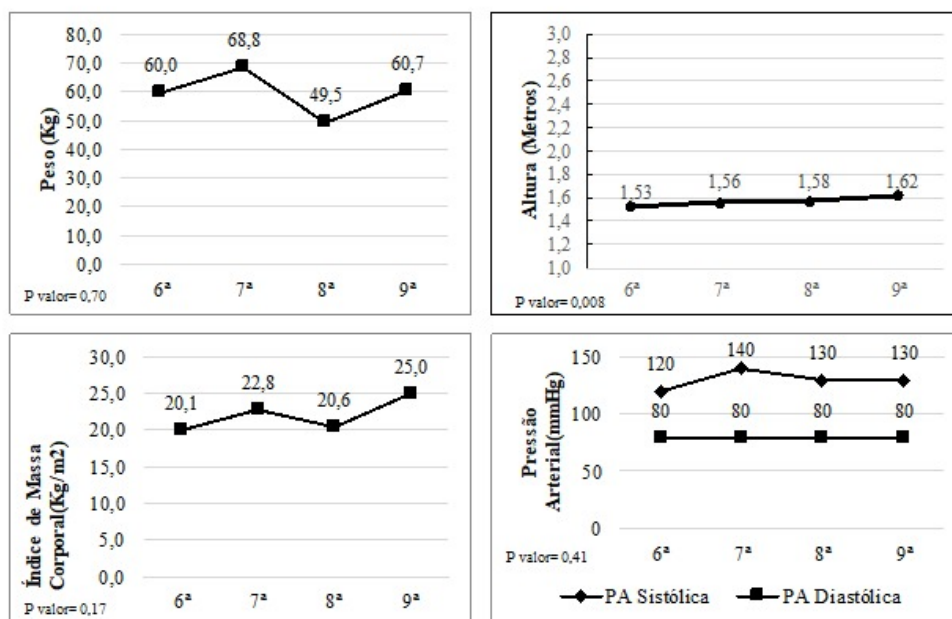 80,0
70,0
60,0
50,0
40,0
30,0
20,0
10,0
0,0
Peso (Kg)
60,0
68,8
49,5
60,7
6ª 7ª 8ª 9ª
P valor= 0,70
3,0
2,8
2,6
2,4
2,2
2,0
1,8
1,6
1,4
1,2
1,0
Altura (Metros)
1,53
1,56
1,58
1,62
6ª 7ª 8ª 9ª
P valor= 0,008
30,0
25,0
20,0
15,0
10,0
5,0
0,0
Índice de Massa
Corporal(Kg/m2)
20,1
22,8
20,6
25,0
6ª 7ª 8ª 9ª
P valor= 0,17
150
100
50
0
Pressão
Arterial(mmHg)
120 140 130 130
80 80 80 80
6ª 7ª 8ª 9ª
P valor= 0,41
PA Sistólica PA Diastólica